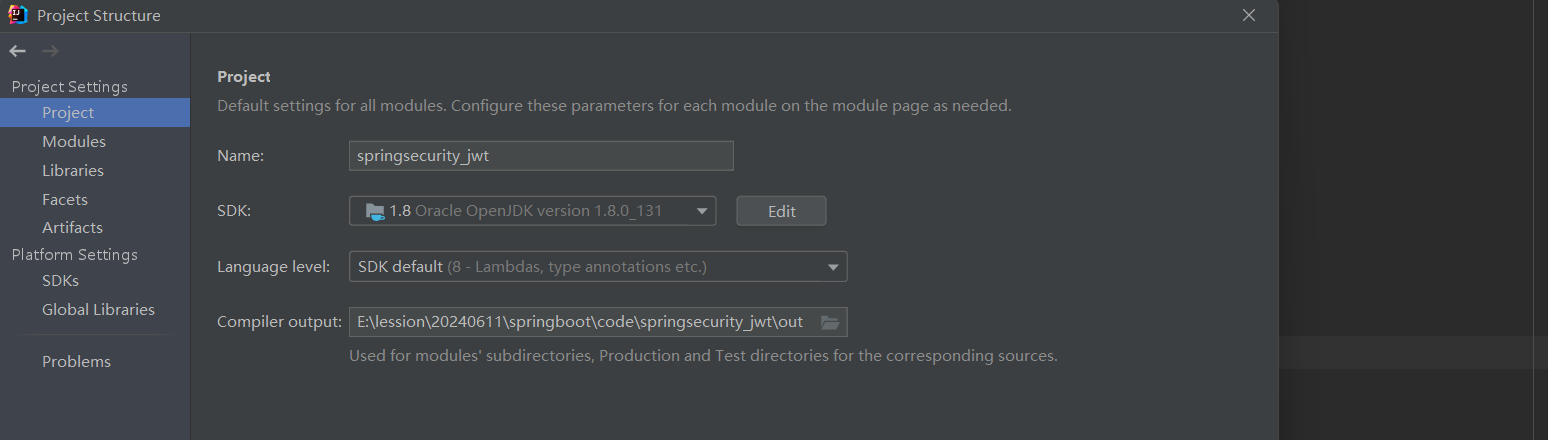 Project Structure
Project Settings
Project
Modules
Libraries
Facets
Artifacts
Platform Settings
SDKs
Global Libraries
Problems
Project
Default settings for all modules. Configure these parameters for each module on the module page as needed.
Name: springsecurity_jwt
SDK: 1.8 Oracle OpenJDK version 1.8.0_131 Edit
Language level: SDK default (8 - Lambdas, type annotations etc.)
Compiler output: E:\lession\20240611\springboot\code\springsecurity_jwt\out
Used for modules' subdirectories, Production and Test directories for the corresponding sources.